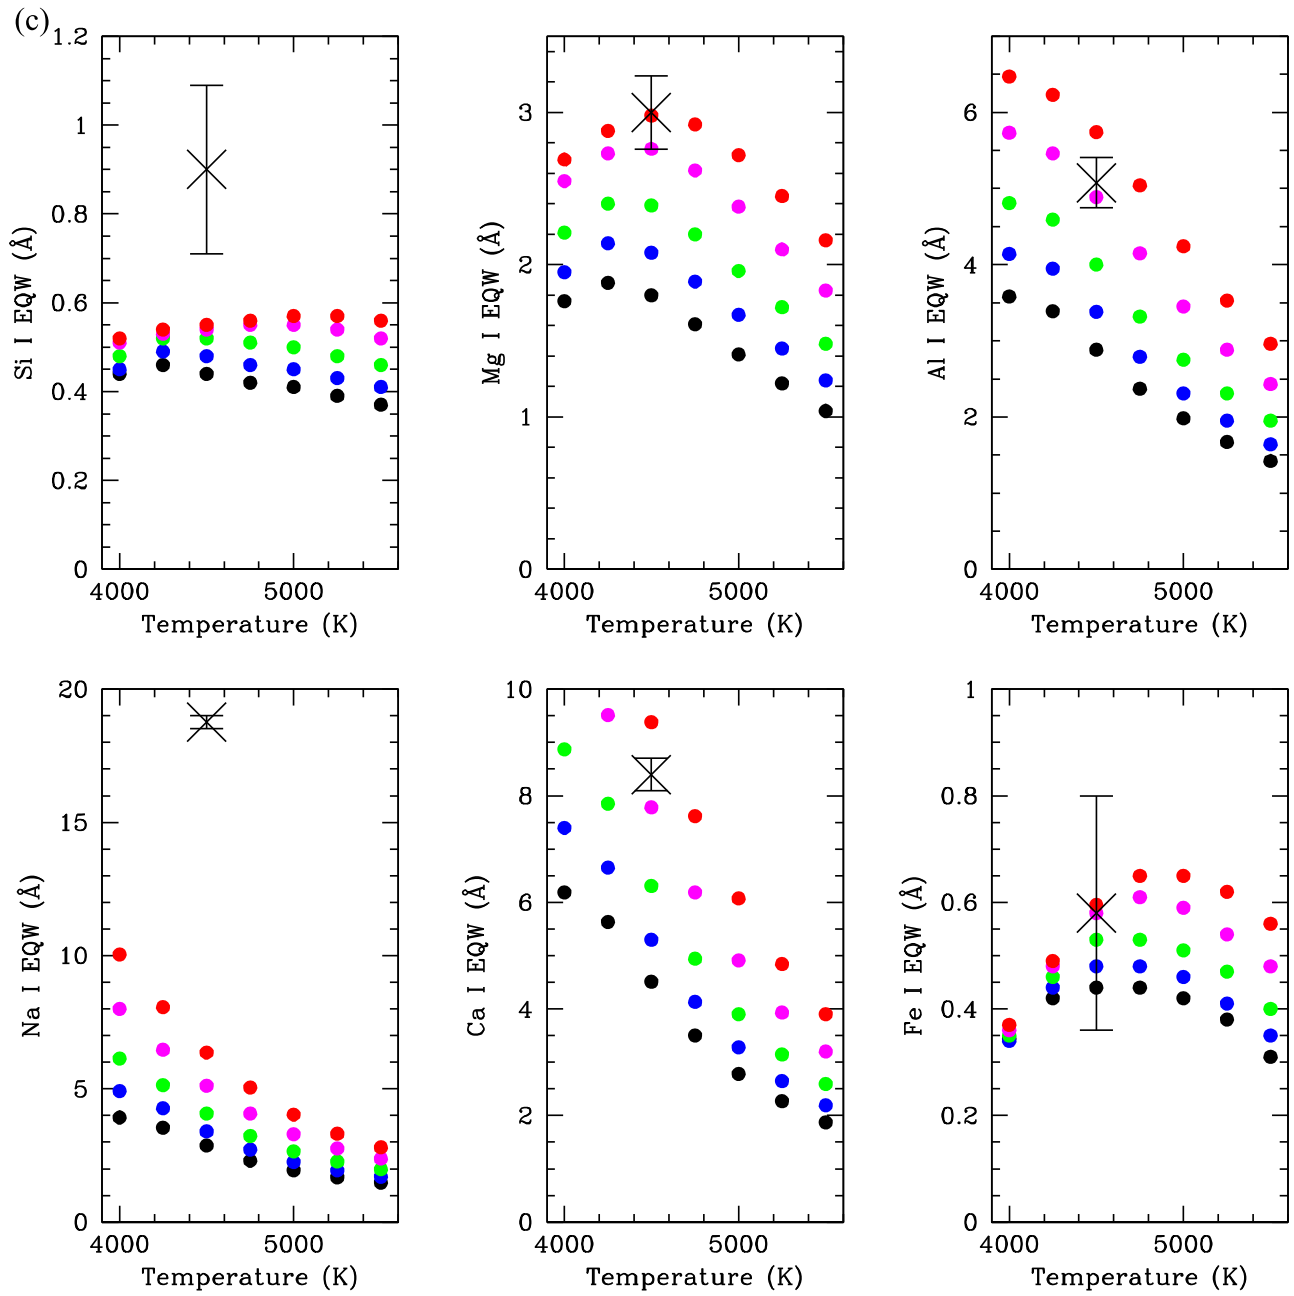 (c)
1.2
1
0.8
0.6
0.4
0.2
0
Si I EQW (Å)
4000 5000
Temperature (K)
3
2
1
0
Mg I EQW (Å)
4000 5000
Temperature (K)
6
4
2
0
Al I EQW (Å)
4000 5000
Temperature (K)
20
15
10
5
0
Na I EQW (Å)
4000 5000
Temperature (K)
10
8
6
4
2
0
Ca I EQW (Å)
4000 5000
Temperature (K)
1
0.8
0.6
0.4
0.2
0
Fe I EQW (Å)
4000 5000
Temperature (K)